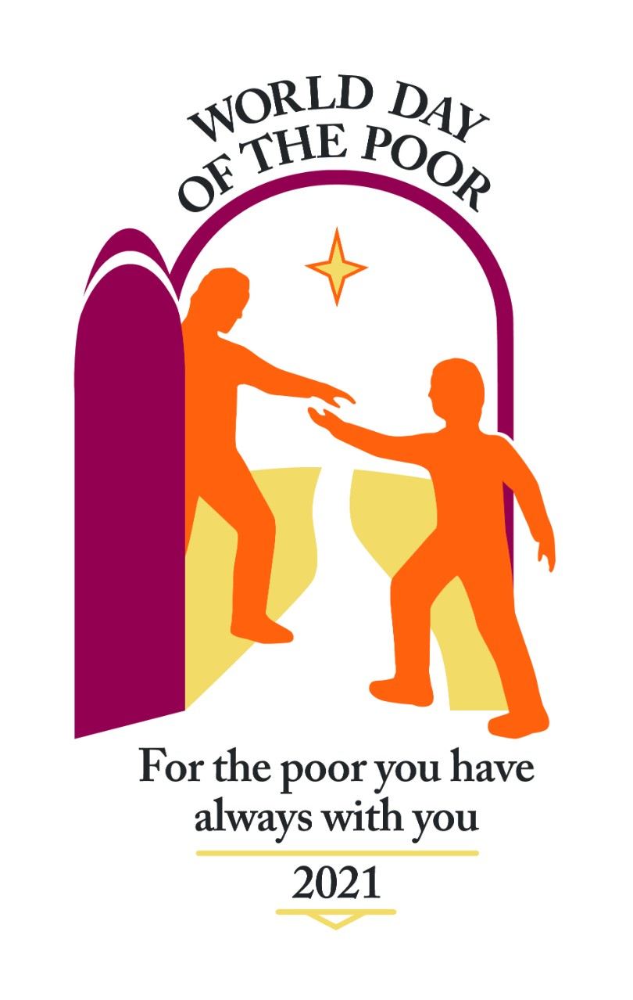 WORLD DAY
OF THE POOR
For the poor you have
always with you
2021